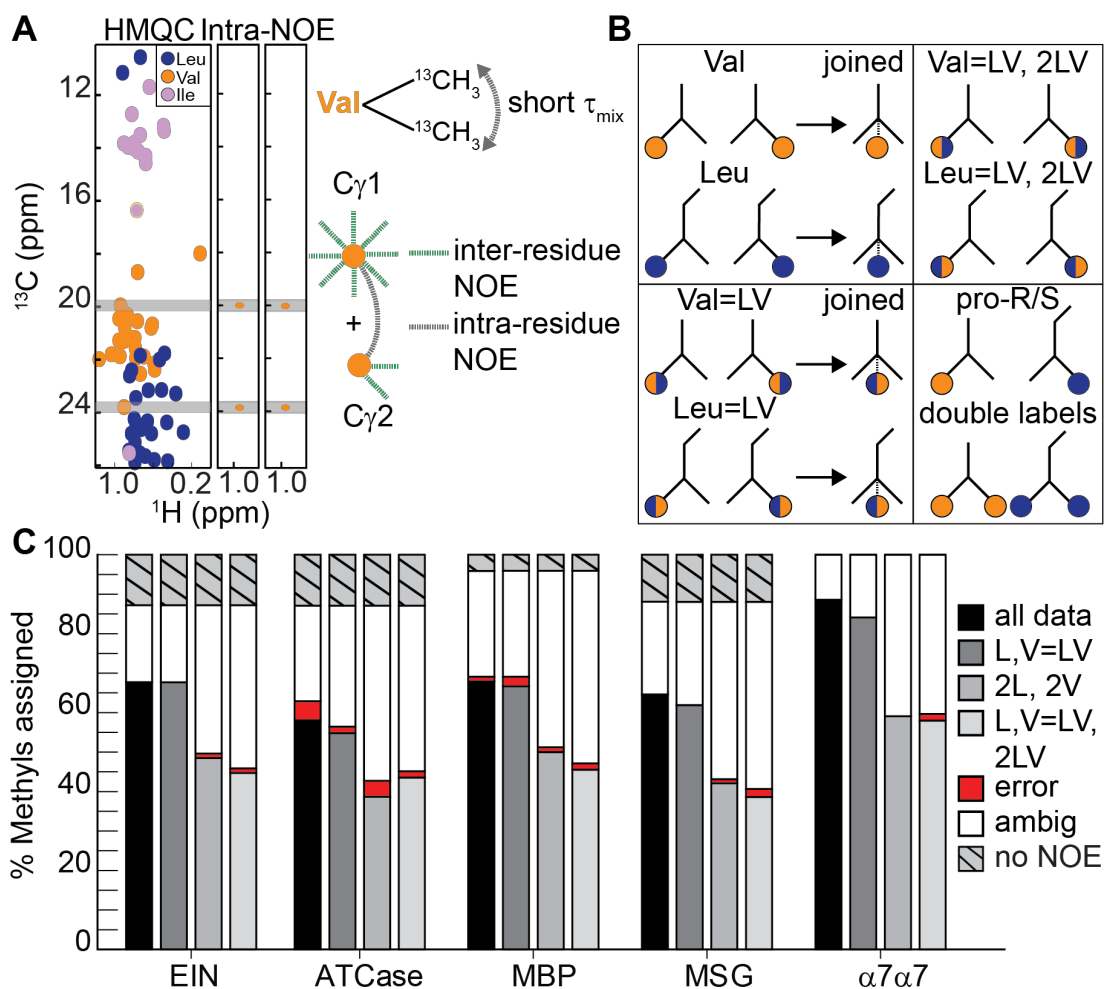 A
HMQC Intra-NOE
Leu
Val
Ile
12
16
20
24
13C (ppm)
1.0 0.2 1.0 1.0
1H (ppm)
Val
13CH3
13CH3
short τmix
Cγ1
inter-residue
NOE
+
intra-residue
NOE
Cγ2
B
Val joined
Leu
Val=LV, 2LV
Leu=LV, 2LV
Val=LV
Leu=LV
pro-R/S
double labels
C
100
80
60
40
20
0
% Methyls assigned
EIN ATCase MBP MSG α7α7
all data
L,V=LV
2L, 2V
L,V=LV,
2LV
error
ambig
no NOE